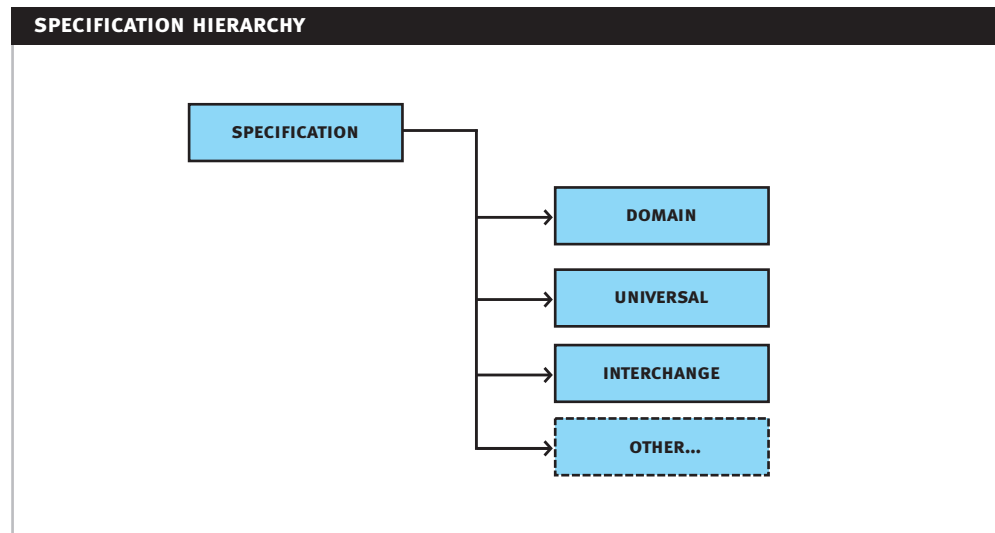 SPECIFICATION HIERARCHY
SPECIFICATION
DOMAIN
UNIVERSAL
INTERCHANGE
OTHER...